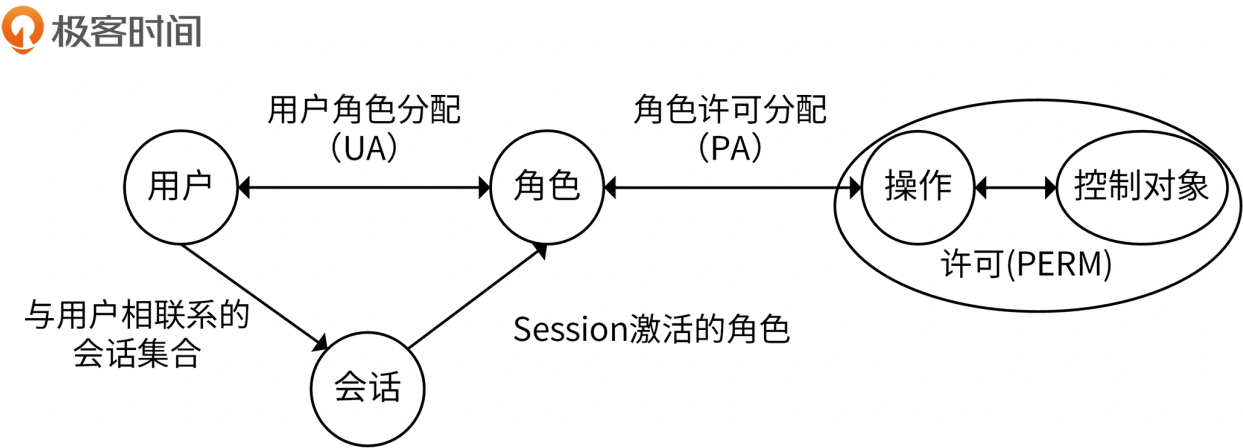 极客时间
用户角色分配
（UA）
角色许可分配
（PA）
用户
角色
操作
控制对象
许可(PERM)
与用户相联系的
会话集合
Session激活的角色
会话